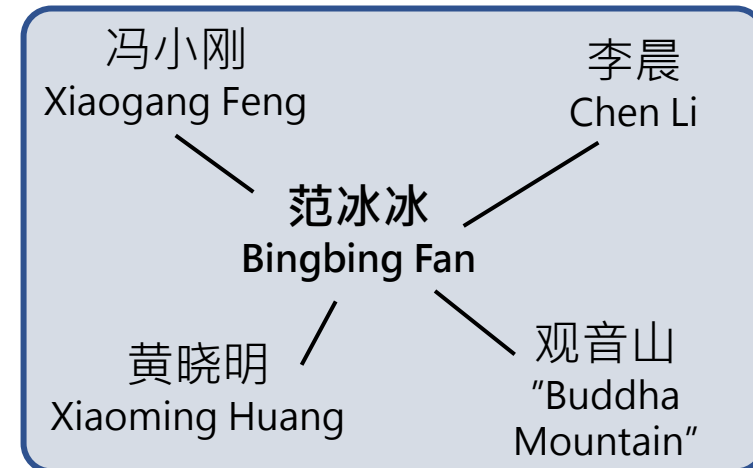 冯小刚
Xiaogang Feng
李晨
Chen Li
范冰冰
Bingbing Fan
黄晓明
Xiaoming Huang
观音山
"Buddha
Mountain"